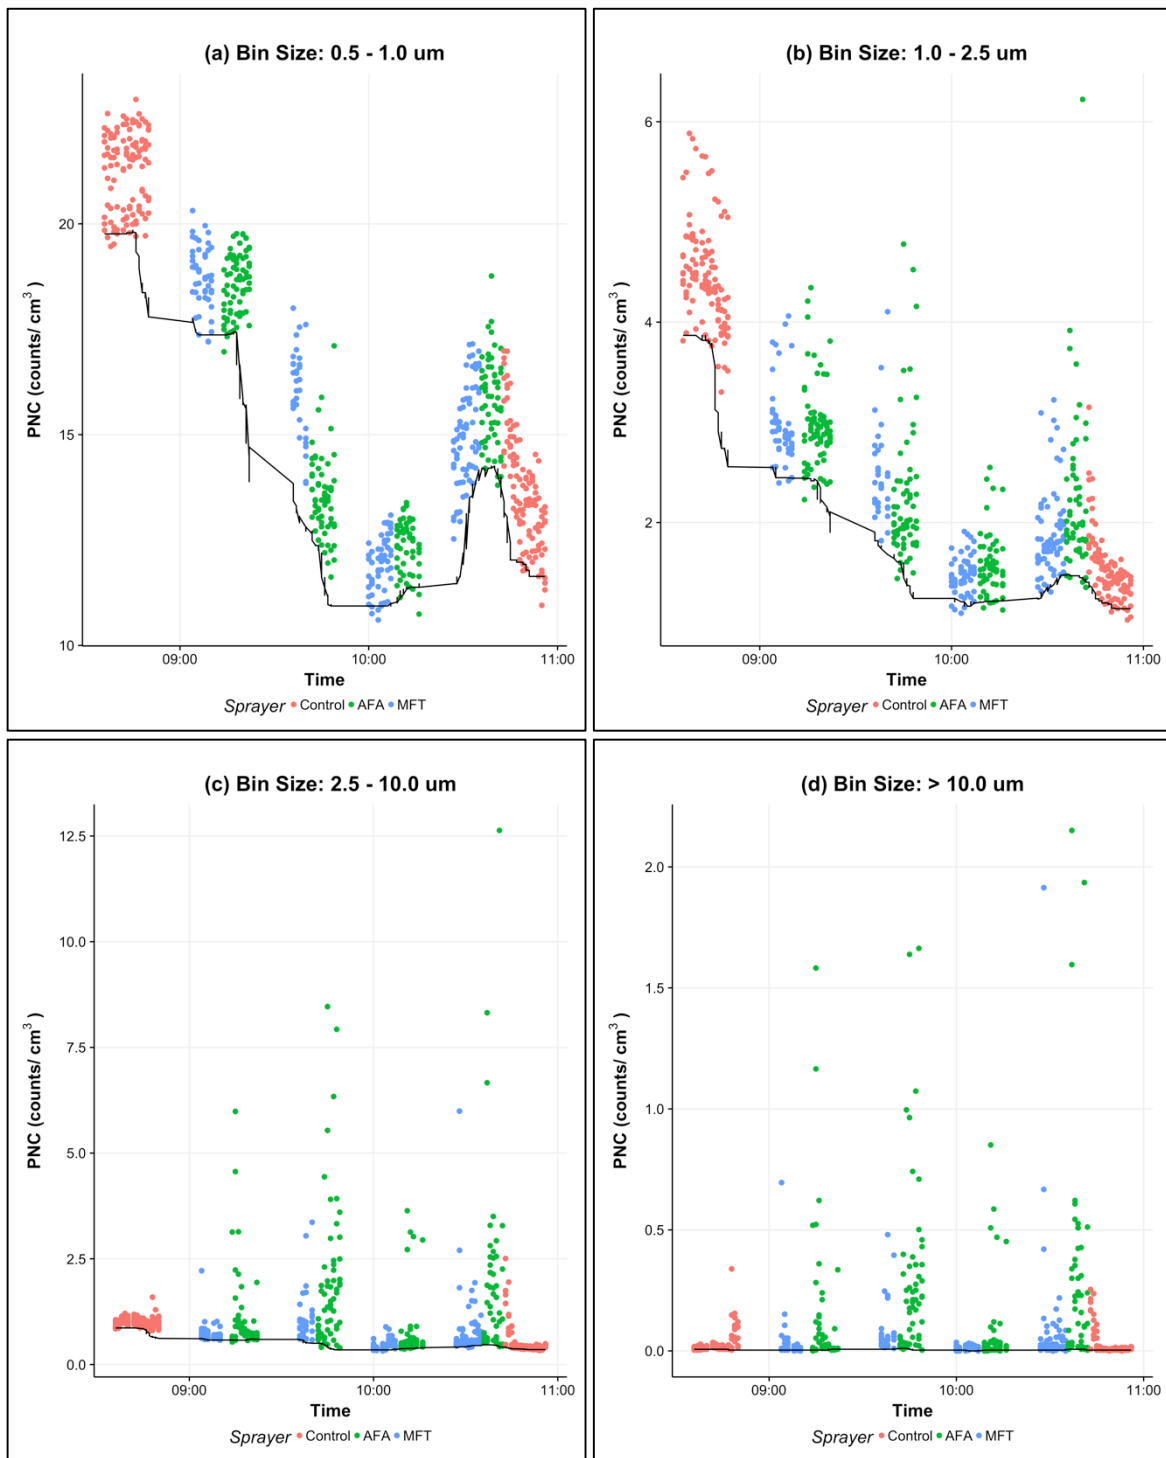 (a) Bin Size: 0.5 - 1.0 um
PNC (counts/ cm³ )
20
15
10
09:00 10:00 11:00
Time
Sprayer Control AFA MFT
(b) Bin Size: 1.0 - 2.5 um
PNC (counts/ cm³ )
6
4
2
09:00 10:00 11:00
Time
Sprayer Control AFA MFT
(c) Bin Size: 2.5 - 10.0 um
PNC (counts/ cm³ )
12.5
10.0
7.5
5.0
2.5
0.0
09:00 10:00 11:00
Time
Sprayer Control AFA MFT
(d) Bin Size: > 10.0 um
PNC (counts/ cm³ )
2.0
1.5
1.0
0.5
0.0
09:00 10:00 11:00
Time
Sprayer Control AFA MFT